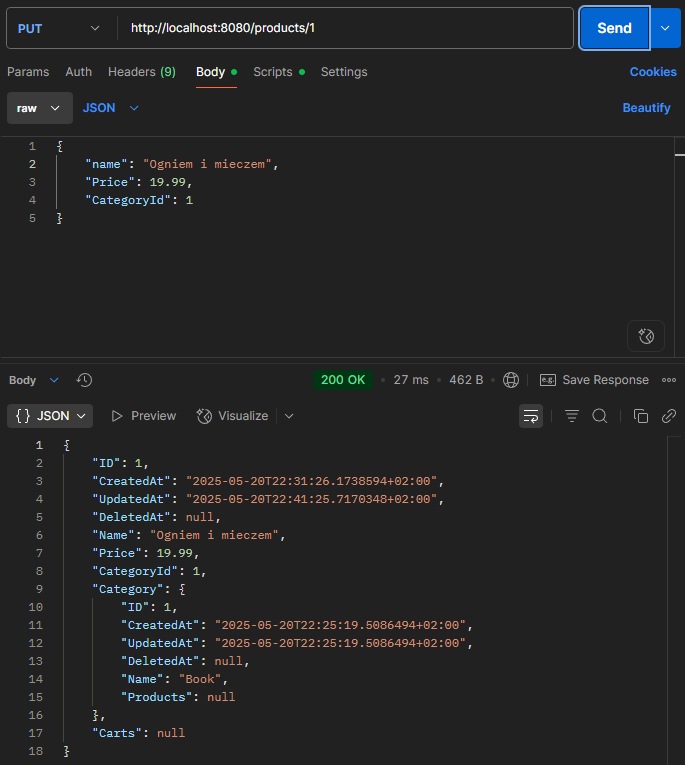 PUT http://localhost:8080/products/1 Send
Params Auth Headers (9) Body Scripts Settings Cookies
raw JSON Beautify
1 {
2 "name": "Ogniem i mieczem",
3 "Price": 19.99,
4 "CategoryId": 1
5 }
Body 200 OK • 27 ms • 462 B • e.g. Save Response
{} JSON Preview Visualize
1 {
2 "ID": 1,
3 "CreatedAt": "2025-05-20T22:31:26.1738594+02:00",
4 "UpdatedAt": "2025-05-20T22:41:25.7170348+02:00",
5 "DeletedAt": null,
6 "Name": "Ogniem i mieczem",
7 "Price": 19.99,
8 "CategoryId": 1,
9 "Category": {
10 "ID": 1,
11 "CreatedAt": "2025-05-20T22:25:19.5086494+02:00",
12 "UpdatedAt": "2025-05-20T22:25:19.5086494+02:00",
13 "DeletedAt": null,
14 "Name": "Book",
15 "Products": null
16 },
17 "Carts": null
18 }